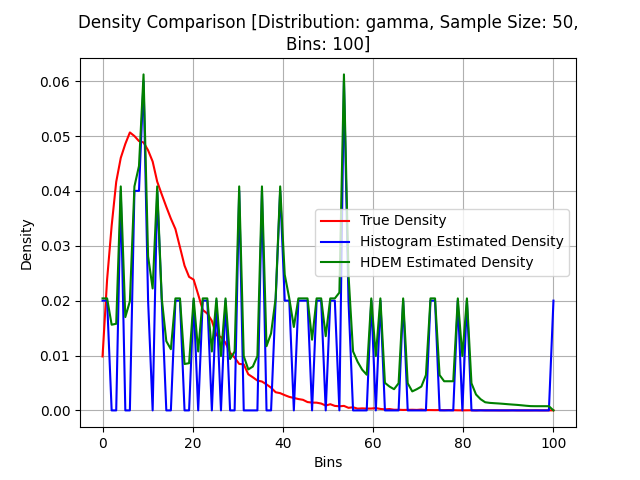 Density Comparison [Distribution: gamma, Sample Size: 50,
Bins: 100]
Density
0.06
0.05
0.04
0.03
0.02
0.01
0.00
True Density
Histogram Estimated Density
HDEM Estimated Density
0 20 40 60 80 100
Bins